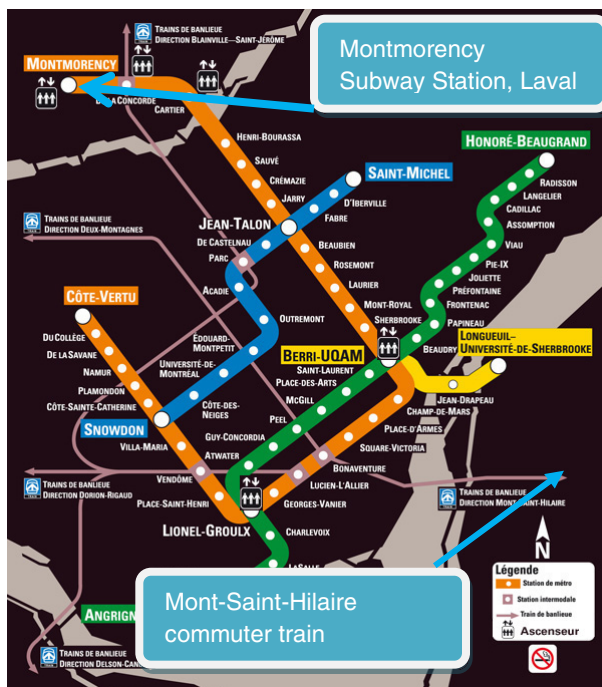 TRAINS DE BANLIEUE
DIRECTION BLAINVILLE—SAINT-JÉRÔME
Montmorency
Subway Station, Laval
MONTMORENCY
CARTIER
HENRI-BOURASSA
SAUVÉ
CRÉMAZIE
JARRY
HONORÉ-BEAUGRAND
RADISSON
LANGELIER
CADILLAC
ASSOMPTION
VIAU
PIE-IX
JOLIETTE
PRÉFONTAINE
FRONTENAC
PAPINEAU
BEAUDRY
SAINT-MICHEL
D'IBERVILLE
FABRE
JEAN-TALON
DE CASTELNAU
PARC
ACADIE
OUTREMONT
ÉDOUARD-
MONTPETIT
UNIVERSITÉ-DE-
MONTRÉAL
CÔTE-DES-
NEIGES
SNOWDON
TRAINS DE BANLIEUE
DIRECTION DEUX-MONTAGNES
BEAUBIEN
ROSEMONT
LAURIER
MONT-ROYAL
SHERBROOKE
BERRI-UQAM
LONGUEUIL–
UNIVERSITÉ-DE-SHERBROOKE
JEAN-DRAPEAU
CHAMP-DE-MARS
PLACE-D'ARMES
SQUARE-VICTORIA
BONAVENTURE
LUCIEN-L'ALLIER
GEORGES-VANIER
SAINT-LAURENT
PLACE-DES-ARTS
MCGILL
PEEL
GUY-CONCORDIA
ATWATER
CÔTE-VERTU
DU COLLÈGE
DE LA SAVANE
NAMUR
PLAMONDON
CÔTE-SAINTE-CATHERINE
VILLA-MARIA
VENDÔME
PLACE-SAINT-HENRI
LIONEL-GROULX
CHARLEVOIX
LASALLE
TRAINS DE BANLIEUE
DIRECTION DORION-RIGAUD
TRAINS DE BANLIEUE
DIRECTION MONT-SAINT-HILAIRE
ANGRIGN
Mont-Saint-Hilaire
commuter train
TRAINS DE BANLIEUE
DIRECTION DELSON-CAN
N
Légende
Station de métro
Station intermodale
Train de banlieue
Ascenseur